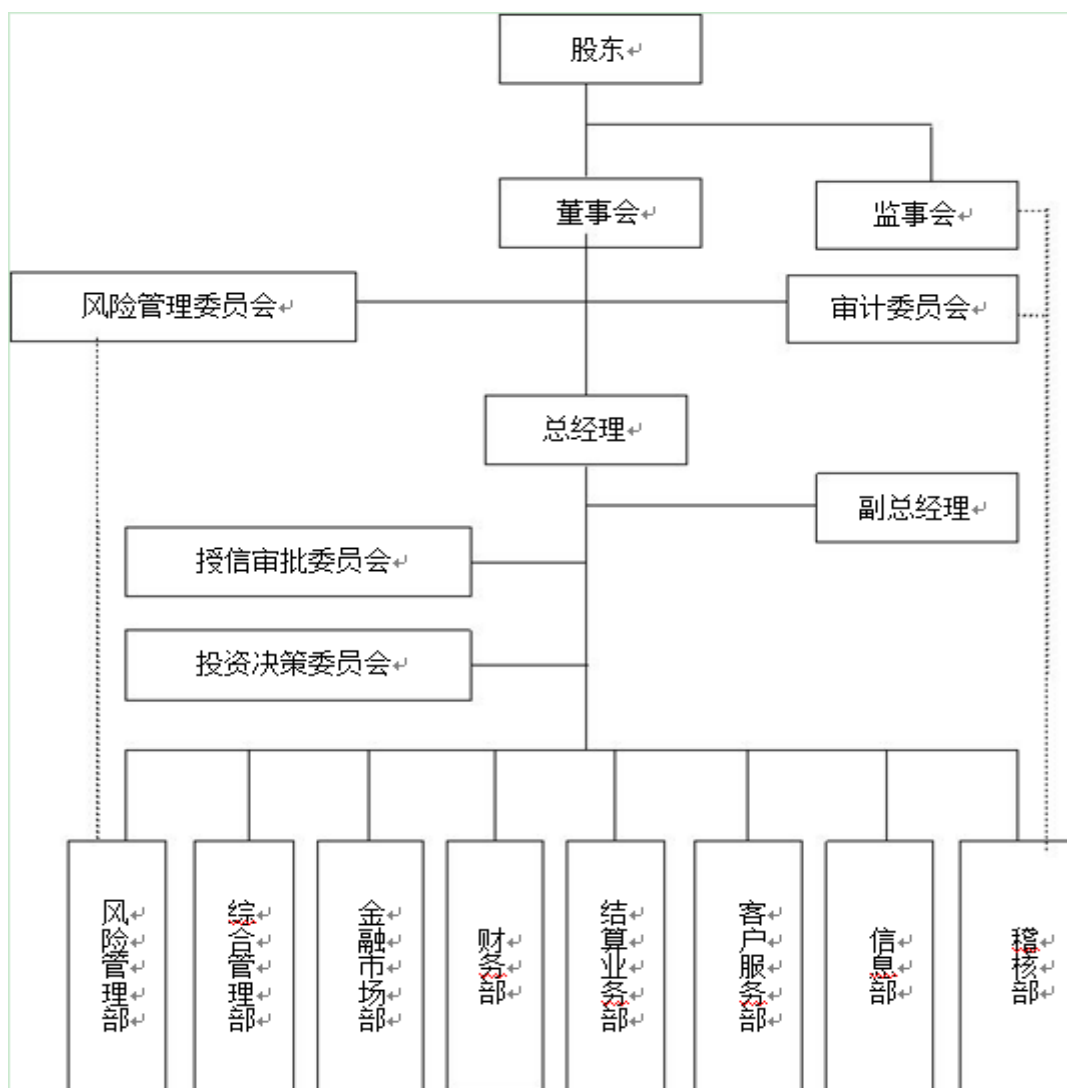 股东
董事会
监事会
风险管理委员会
审计委员会
总经理
副总经理
授信审批委员会
投资决策委员会
风险管理部
综合管理部
金融市场部
财务部
结算业务部
客户服务部
信息部
稽核部